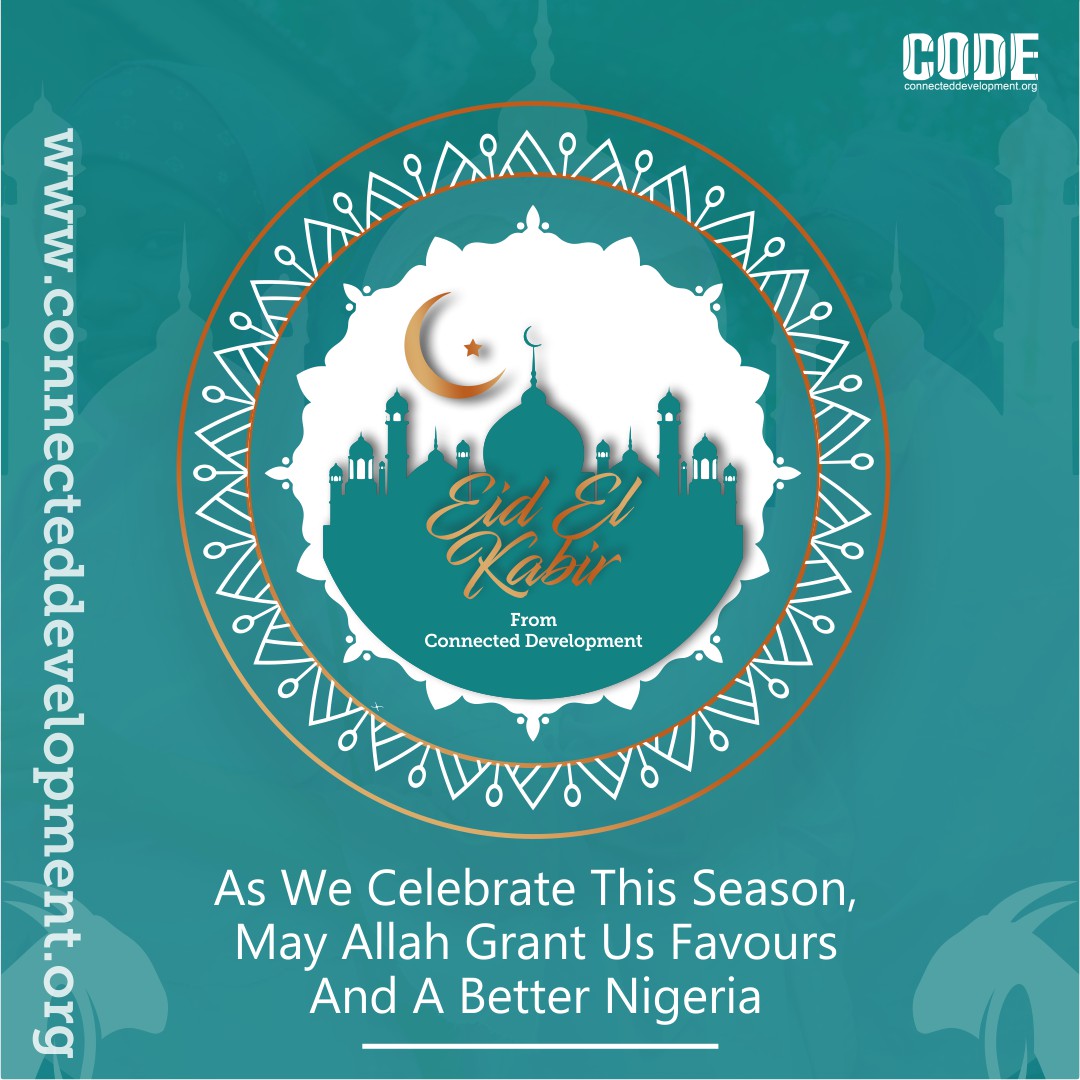 CODE
connecteddevelopment.org
www.connecteddevelopment.org
Eid El
Kabir
From
Connected Development
As We Celebrate This Season,
May Allah Grant Us Favours
And A Better Nigeria